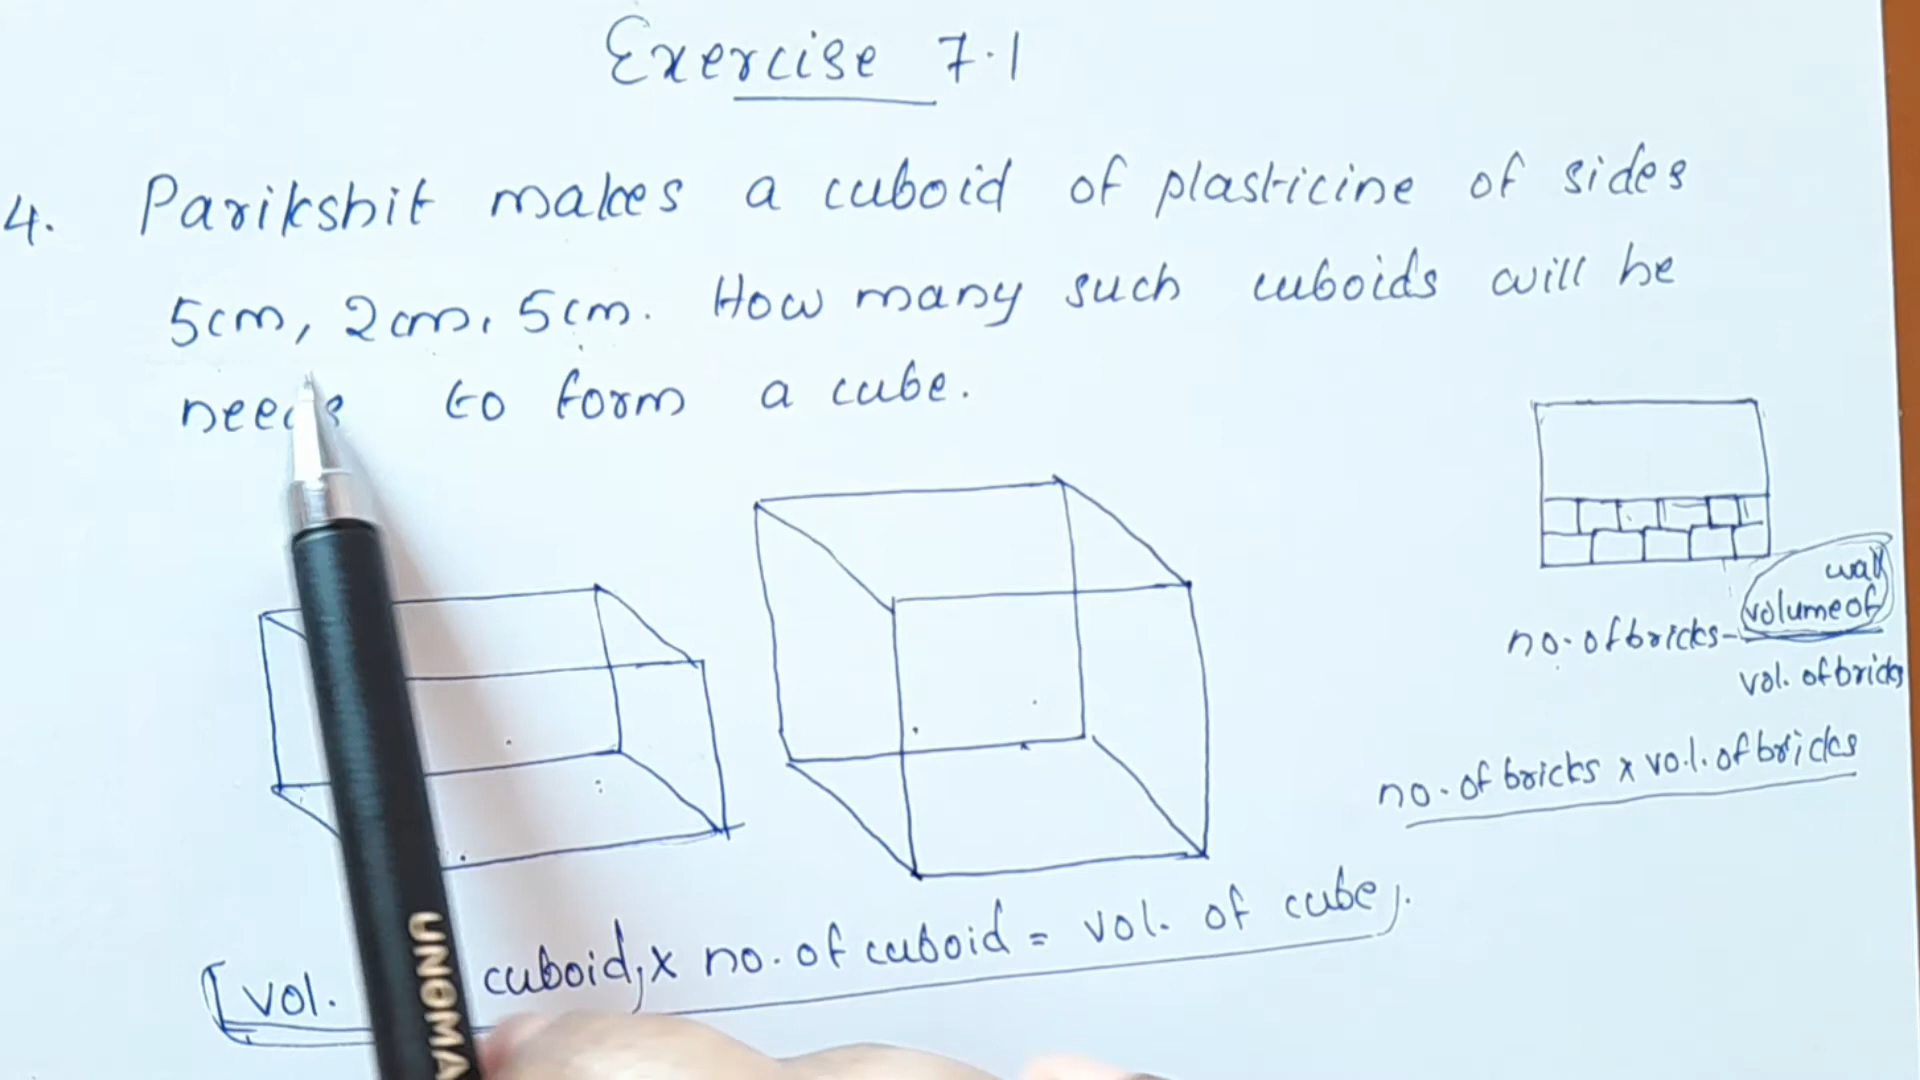 Exercise 7.1
4. Parikshit makes a cuboid of plasticine of sides
5cm, 2cm, 5cm. How many such cuboids will be
to form a cube.
wall
volume of
no. of bricks-
vol. of bricks
no. of bricks x vol. of bricks
vol. cuboid x no. of cuboid = vol. of cube
UNOMA